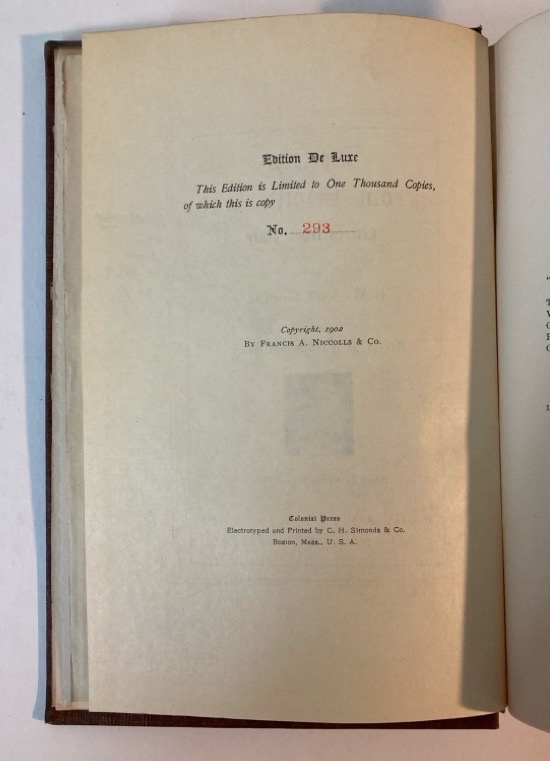 Edition De Luxe
This Edition is Limited to One Thousand Copies,
of which this is copy
No. 293
Copyright, 1902
BY FRANCIS A. NICCOLLS & CO.
Colonial Press
Electrotyped and Printed by C. H. Simonds & Co.
Boston, Mass., U. S. A.